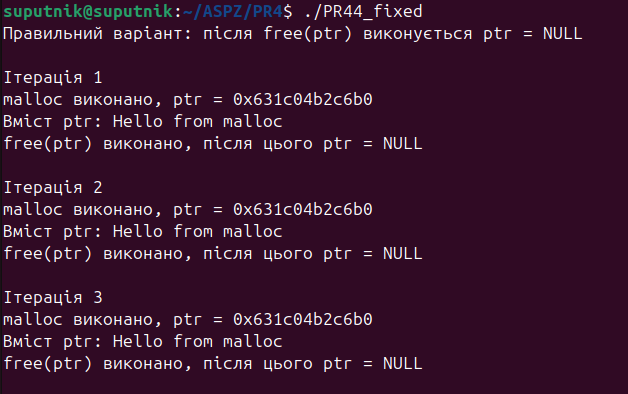 suputnik@suputnik:~/ASPZ/PR4$ ./PR44_fixed
Правильний варіант: після free(ptr) виконується ptr = NULL
Ітерація 1
malloc виконано, ptr = 0x631c04b2c6b0
Вміст ptr: Hello from malloc
free(ptr) виконано, після цього ptr = NULL
Ітерація 2
malloc виконано, ptr = 0x631c04b2c6b0
Вміст ptr: Hello from malloc
free(ptr) виконано, після цього ptr = NULL
Ітерація 3
malloc виконано, ptr = 0x631c04b2c6b0
Вміст ptr: Hello from malloc
free(ptr) виконано, після цього ptr = NULL